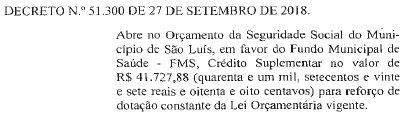 DECRETO N.º 51.300 DE 27 DE SETEMBRO DE 2018.
Abre no Orçamento da Seguridade Social do Muni-
cípio de São Luís, em favor do Fundo Municipal de
Saúde - FMS, Crédito Suplementar no valor de
R$ 41.727,88 (quarenta e um mil, setecentos e vinte
e sete reais e oitenta e oito centavos) para reforço de
dotação constante da Lei Orçamentária vigente.